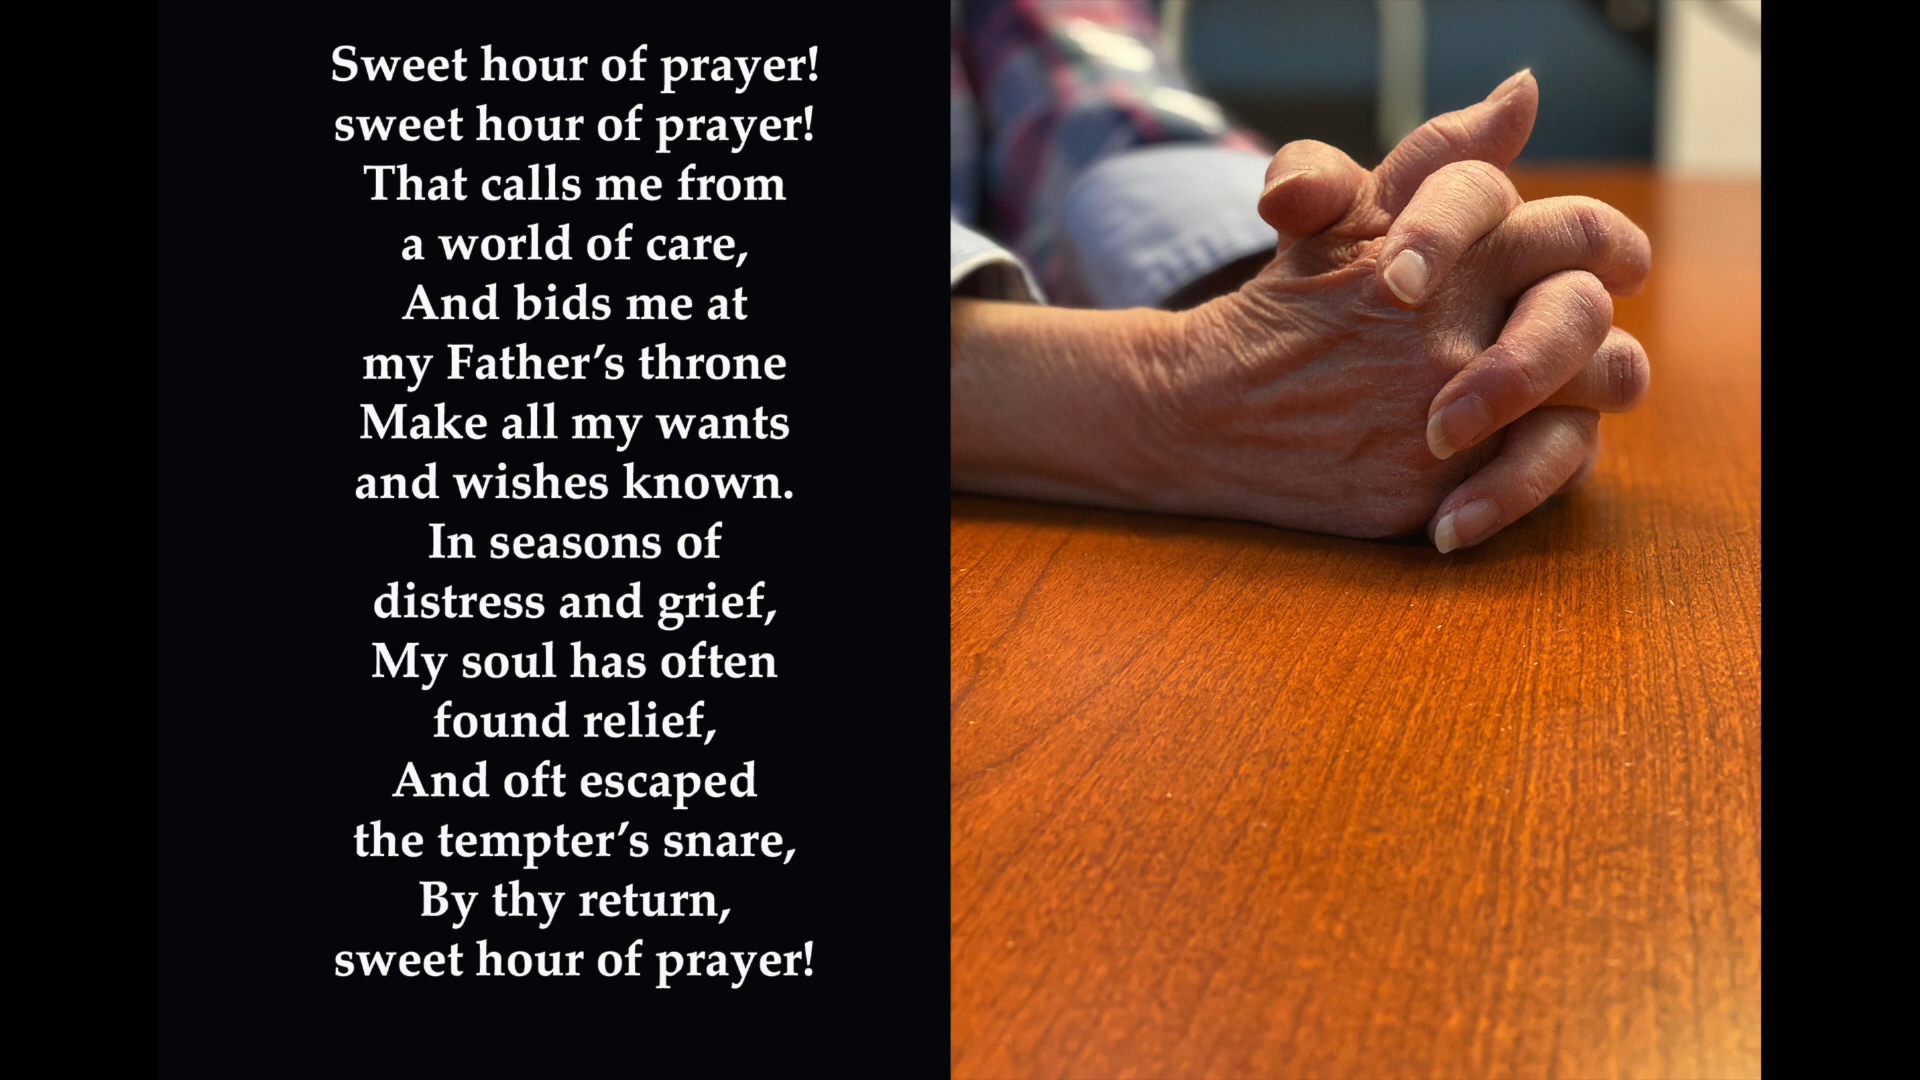 Sweet hour of prayer!
sweet hour of prayer!
That calls me from
a world of care,
And bids me at
my Father’s throne
Make all my wants
and wishes known.
In seasons of
distress and grief,
My soul has often
found relief,
And oft escaped
the tempter’s snare,
By thy return,
sweet hour of prayer!